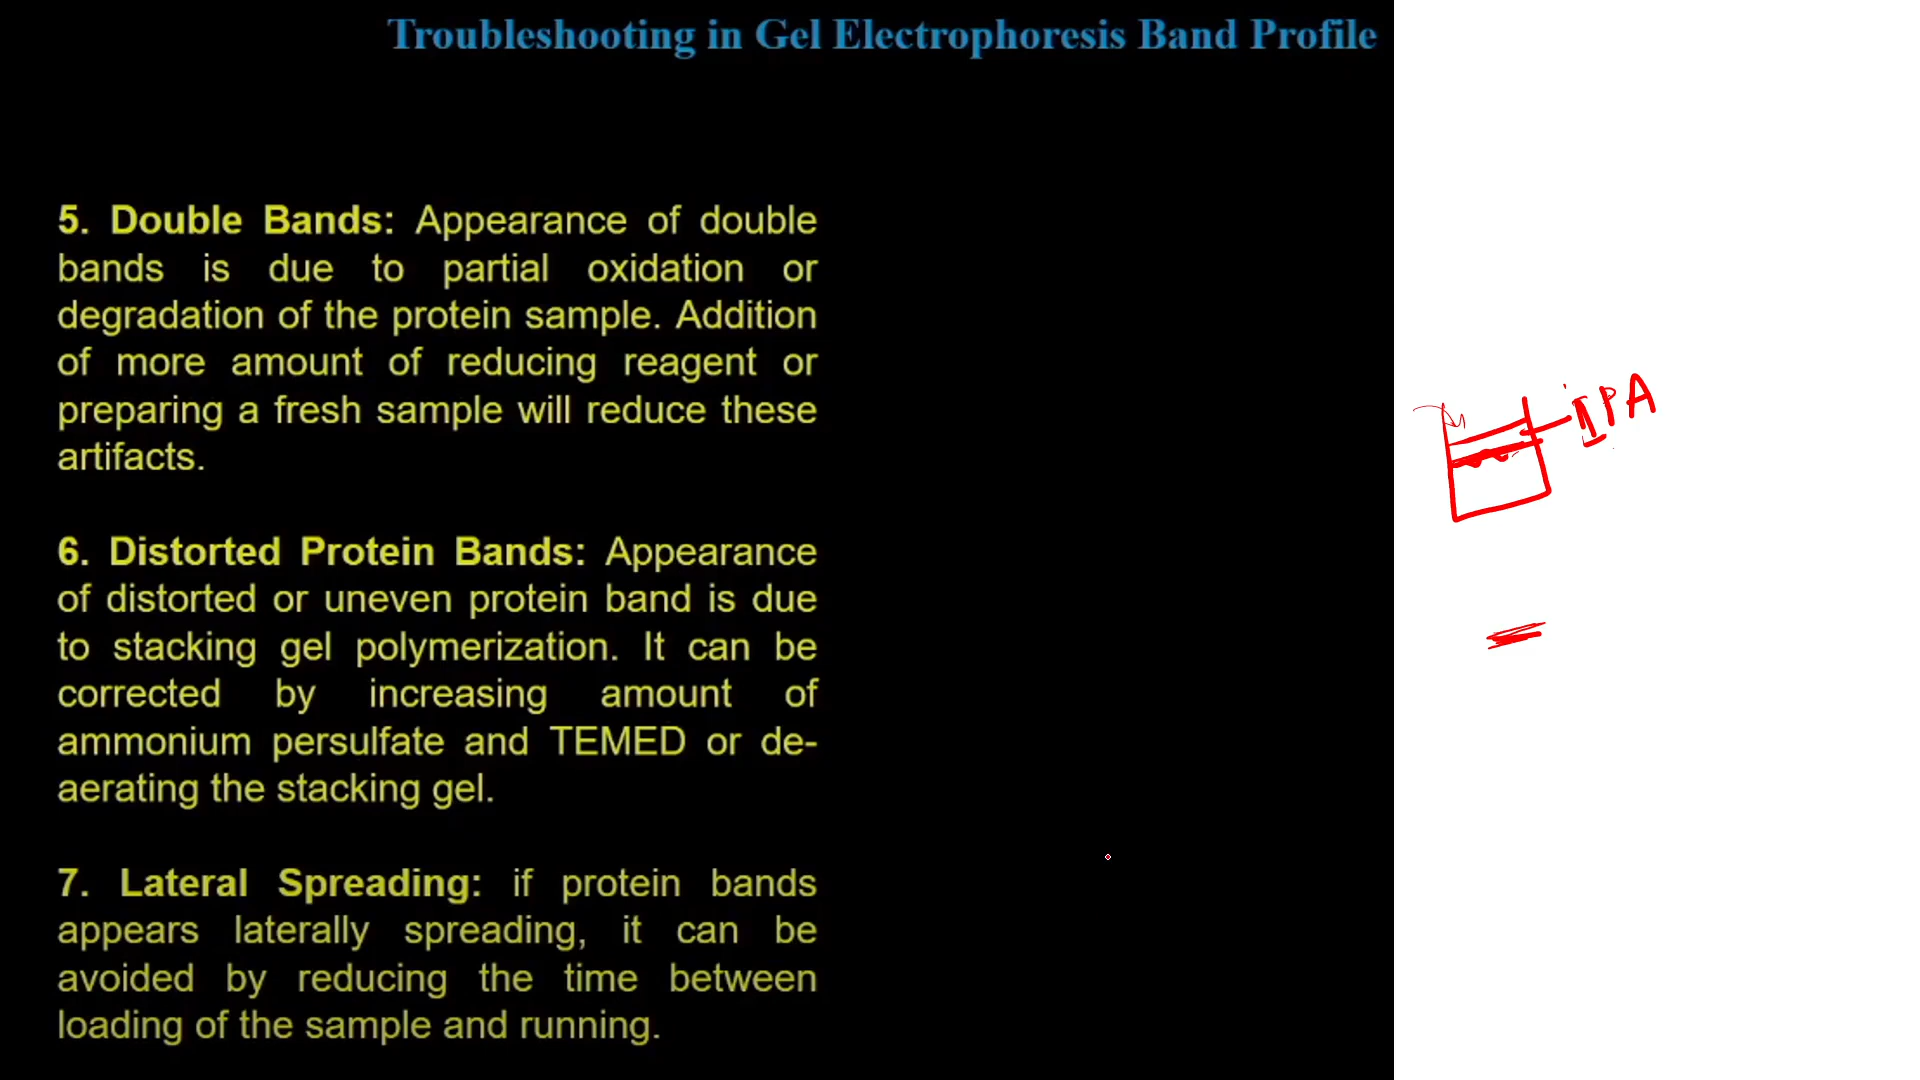 Troubleshooting in Gel Electrophoresis Band Profile
5. Double Bands: Appearance of double
bands is due to partial oxidation or
degradation of the protein sample. Addition
of more amount of reducing reagent or
preparing a fresh sample will reduce these
artifacts.
6. Distorted Protein Bands: Appearance
of distorted or uneven protein band is due
to stacking gel polymerization. It can be
corrected by increasing amount of
ammonium persulfate and TEMED or de-
aerating the stacking gel.
7. Lateral Spreading: if protein bands
appears laterally spreading, it can be
avoided by reducing the time between
loading of the sample and running.
IPA